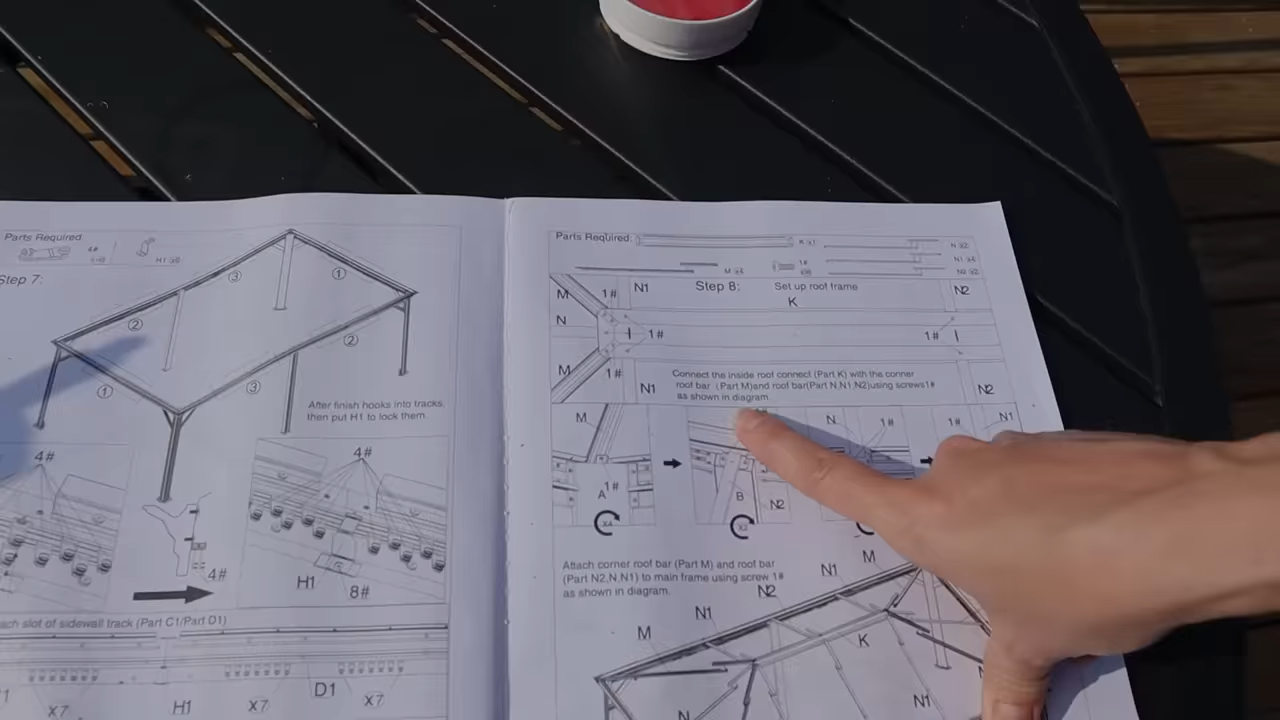 Parts Required
4#
H1 x6
Step 7:
③
①
②
②
①
③
After finish hooks into tracks,
then put H1 to lock them.
4#
4#
4#
H1
8#
ach slot of sidewall track (Part C1/Part D1)
D1
X7
H1
X7
X7
Parts Required:
K x1
N x2
M x4
1#
N1 x4
N2 x2
Step 8:
Set up roof frame
M
1#
N1
K
N2
N
I
1#
1#
I
M
1#
N1
N2
Connect the inside roof connect (Part K) with the corner
roof bar (Part M)and roof bar(Part N.N1 N2)using screws1#
as shown in diagram.
M
N
1#
1#
N1
A
1#
B
N2
X4
X2
Attach corner roof bar (Part M) and roof bar
(Part N2,N,N1) to main frame using screw 1#
as shown in diagram.
M
N1
N2
N1
M
K
N1
N